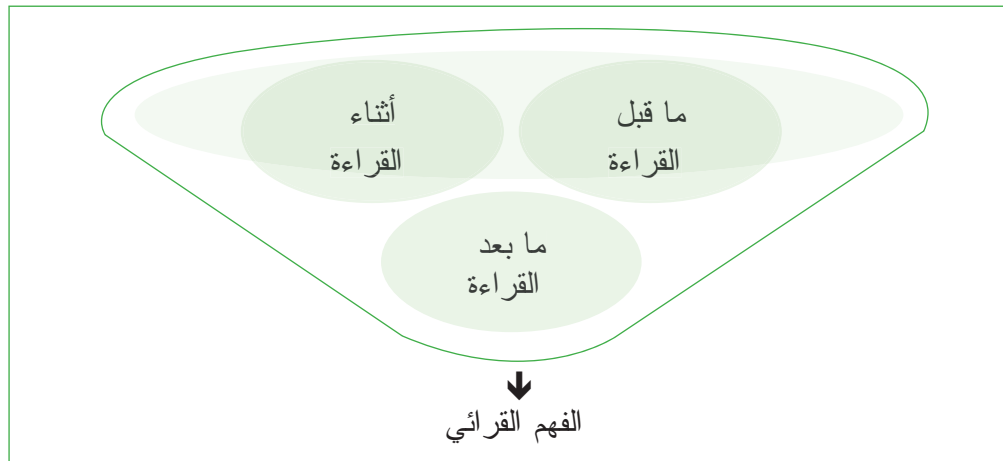 ما قبل
القراءة
أثناء
القراءة
ما بعد
القراءة
الفهم القرائي